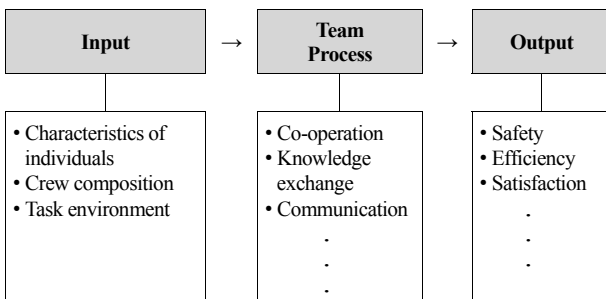 Input
→
Team
Process
→
Output
• Characteristics of
individuals
• Crew composition
• Task environment
• Co-operation
• Knowledge
exchange
• Communication
.
.
.
• Safety
• Efficiency
• Satisfaction
.
.
.